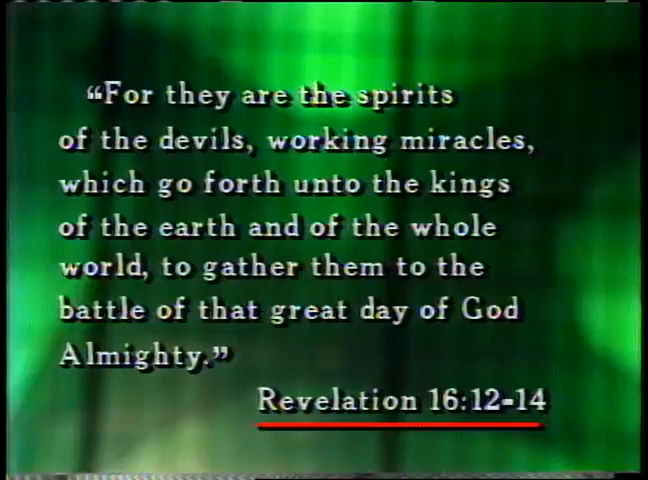 “For they are the spirits
of the devils, working miracles,
which go forth unto the kings
of the earth and of the whole
world, to gather them to the
battle of that great day of God
Almighty.”
Revelation 16:12-14